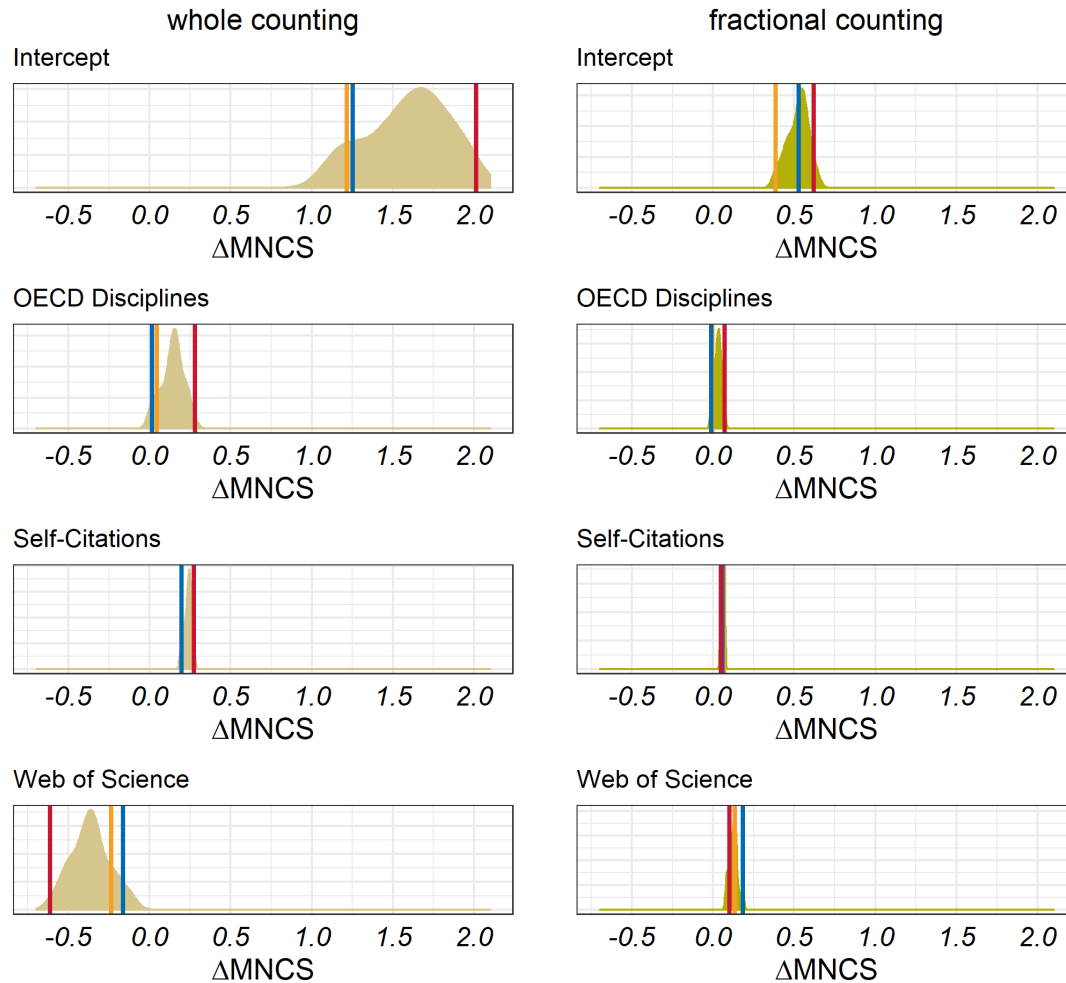 whole counting fractional counting
Intercept Intercept
-0.5 0.0 0.5 1.0 1.5 2.0 -0.5 0.0 0.5 1.0 1.5 2.0
ΔMNCS ΔMNCS
OECD Disciplines OECD Disciplines
-0.5 0.0 0.5 1.0 1.5 2.0 -0.5 0.0 0.5 1.0 1.5 2.0
ΔMNCS ΔMNCS
Self-Citations Self-Citations
-0.5 0.0 0.5 1.0 1.5 2.0 -0.5 0.0 0.5 1.0 1.5 2.0
ΔMNCS ΔMNCS
Web of Science Web of Science
-0.5 0.0 0.5 1.0 1.5 2.0 -0.5 0.0 0.5 1.0 1.5 2.0
ΔMNCS ΔMNCS